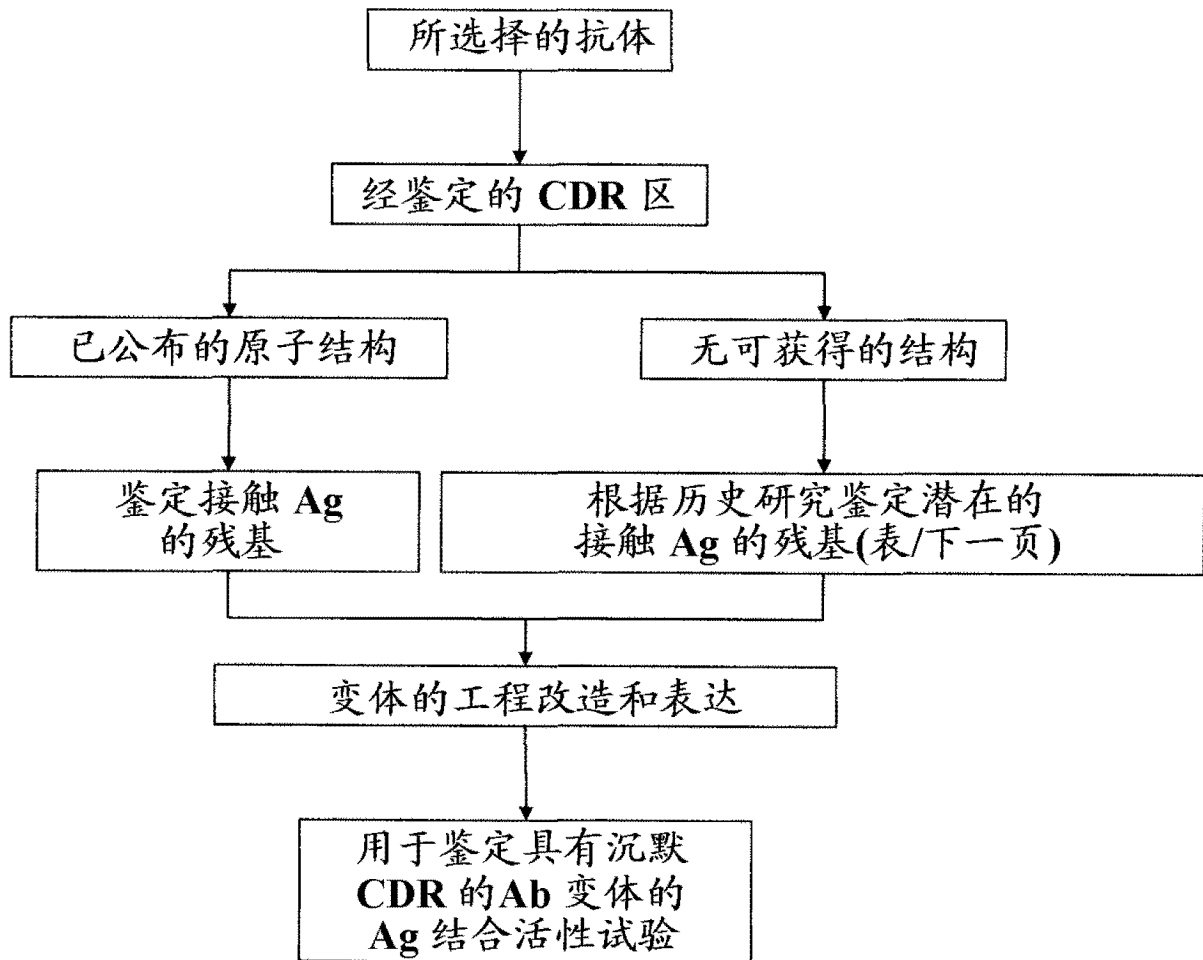 所选择的抗体
经鉴定的 CDR 区
已公布的原子结构
无可获得的结构
鉴定接触 Ag
的残基
根据历史研究鉴定潜在的
接触 Ag 的残基(表/下一页)
变体的工程改造和表达
用于鉴定具有沉默
CDR 的Ab 变体的
Ag 结合活性试验